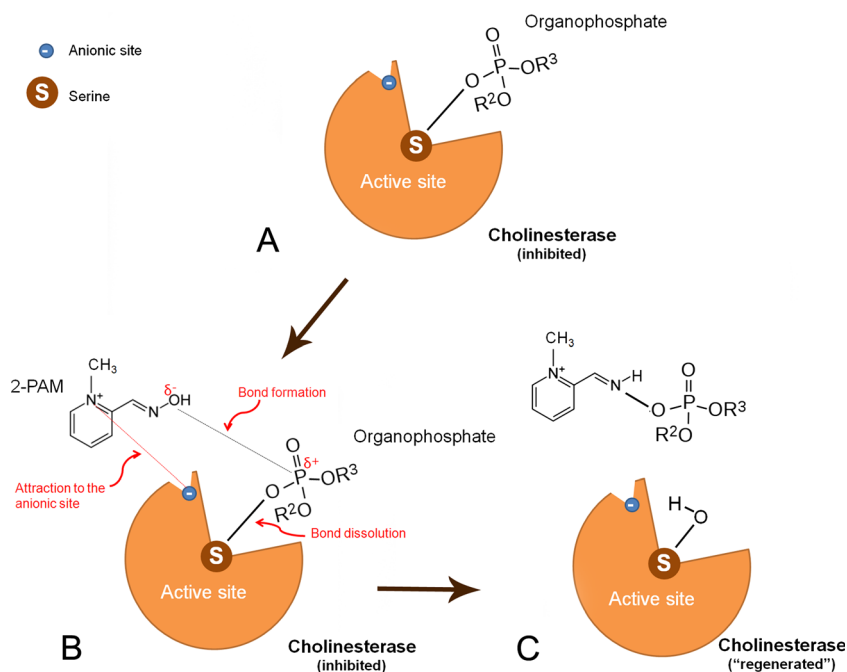 Organophosphate
Anionic site
Serine
O
O P OR³
R²O
S
Active site
A
Cholinesterase
(inhibited)
CH₃
2-PAM
N⁺
N
δ-
OH
Bond formation
Organophosphate
O
δ+
O P OR³
R²O
Attraction to the
anionic site
-
Bond dissolution
S
Active site
B
Cholinesterase
(inhibited)
CH₃
N⁺
N H
O
O P OR³
R²O
-
H
O
S
Active site
C
Cholinesterase
("regenerated")